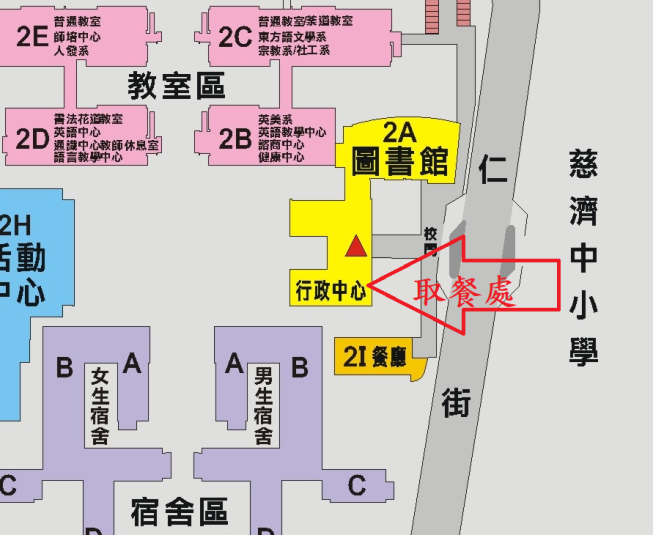 2E
普通教室
師培中心
人發系
2C
普通教室/茶道教室
東方語文學系
宗教系/社工系
教室區
2D
書法花道教室
英語中心
通識中心教師休息室
語言教學中心
2B
英美系
英語教學中心
諮商中心
健康中心
2A
圖書館
仁
慈濟中小學
2H
活動
中心
校門
行政中心
取餐處
2I 餐廳
街
B
A
女生宿舍
C
D
A
B
男生宿舍
C
D
宿舍區